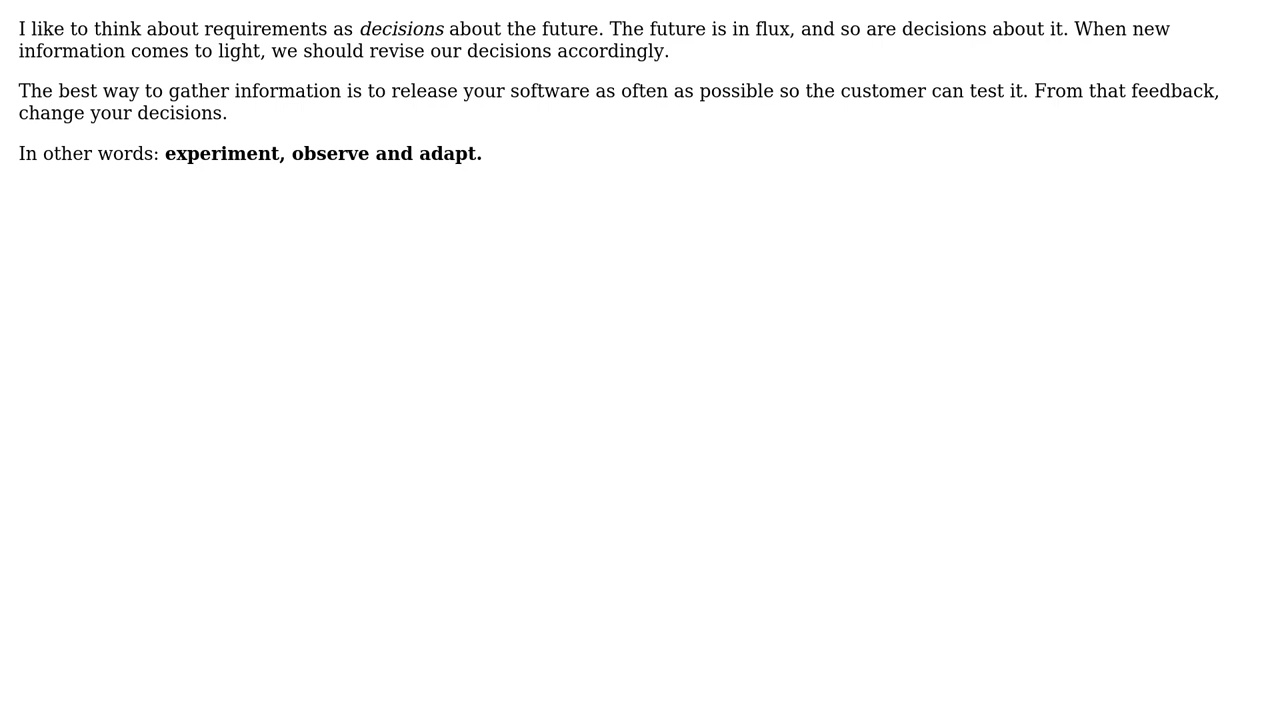 I like to think about requirements as decisions about the future. The future is in flux, and so are decisions about it. When new
information comes to light, we should revise our decisions accordingly.
The best way to gather information is to release your software as often as possible so the customer can test it. From that feedback,
change your decisions.
In other words: experiment, observe and adapt.